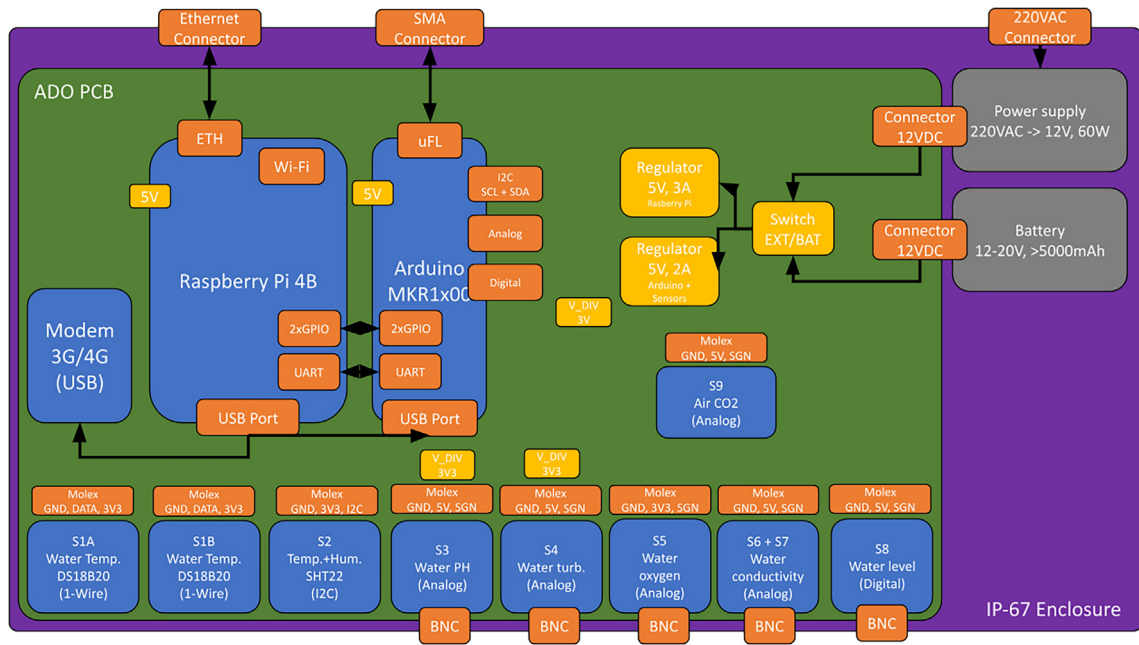 Ethernet
Connector
SMA
Connector
220VAC
Connector
ADO PCB
ETH
Wi-Fi
5V
Raspberry Pi 4B
2xGPIO
UART
USB Port
Modem
3G/4G
(USB)
uFL
5V
I2C
SCL + SDA
Analog
Digital
Arduino
MKR1x00
2xGPIO
UART
USB Port
Regulator
5V, 3A
Rasberry Pi
Regulator
5V, 2A
Arduino +
Sensors
Switch
EXT/BAT
Connector
12VDC
Power supply
220VAC -> 12V, 60W
Connector
12VDC
Battery
12-20V, >5000mAh
V_DIV
3V
Molex
GND, 5V, SGN
S9
Air CO2
(Analog)
V_DIV
3V3
V_DIV
3V3
Molex
GND, DATA, 3V3
S1A
Water Temp.
DS18B20
(1-Wire)
Molex
GND, DATA, 3V3
S1B
Water Temp.
DS18B20
(1-Wire)
Molex
GND, 3V3, I2C
S2
Temp.+Hum.
SHT22
(I2C)
Molex
GND, 5V, SGN
S3
Water PH
(Analog)
BNC
Molex
GND, 5V, SGN
S4
Water turb.
(Analog)
BNC
Molex
GND, 3V3, SGN
S5
Water
oxygen
(Analog)
BNC
Molex
GND, 5V, SGN
S6 + S7
Water
conductivity
(Analog)
BNC
Molex
GND, 5V, SGN
S8
Water level
(Digital)
BNC
IP-67 Enclosure